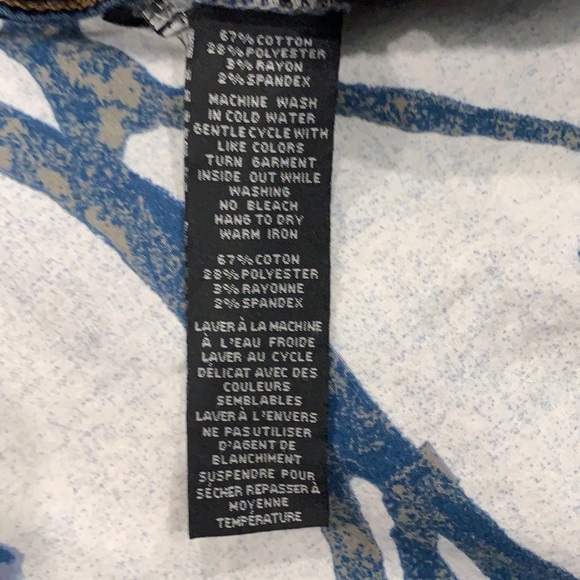 67% COTTON
28% POLYESTER
3% RAYON
2% SPANDEX
MACHINE WASH
IN COLD WATER
GENTLE CYCLE WITH
LIKE COLORS
TURN GARMENT
INSIDE OUT WHILE
WASHING
NO BLEACH
HANG TO DRY
WARM IRON
67% COTON
28% POLYESTER
3% RAYONNE
2% SPANDEX
LAVER À LA MACHINE
À L'EAU FROIDE
LAVER AU CYCLE
DÉLICAT AVEC DES
COULEURS
SEMBLABLES
LAVER À L'ENVERS
NE PAS UTILISER
D'AGENT DE
BLANCHIMENT
SUSPENDRE POUR
SÉCHER REPASSER À
MOYENNE
TEMPÉRATURE